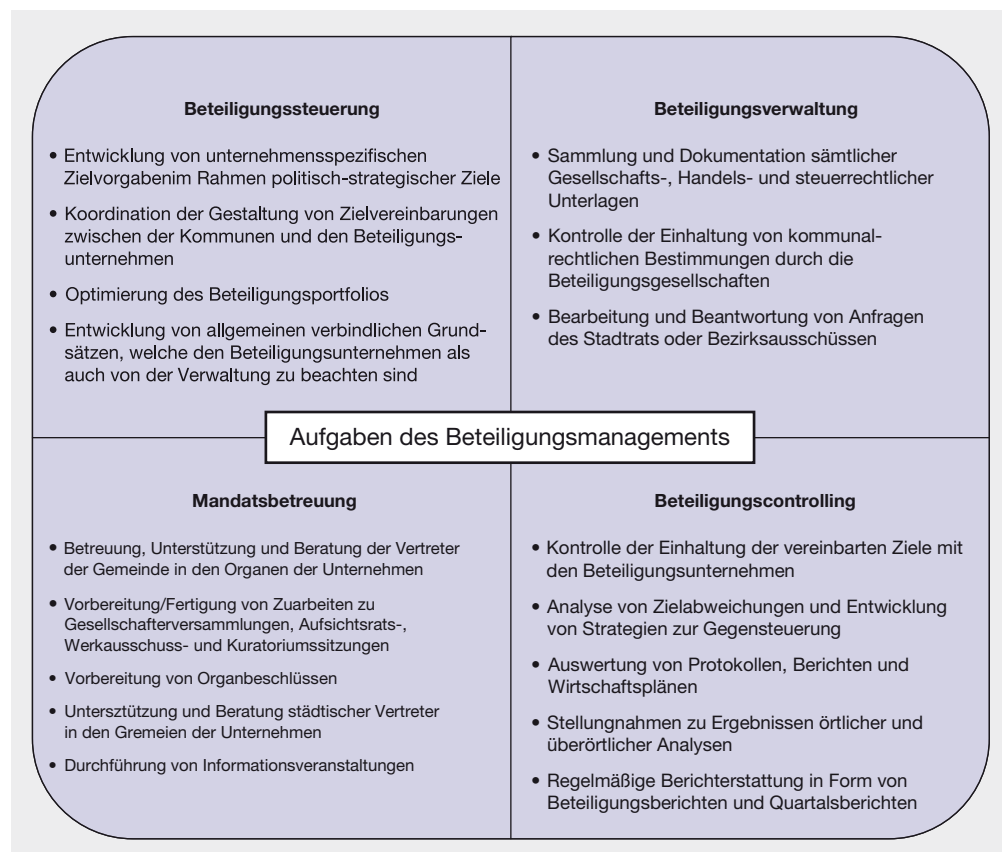 Beteiligungssteuerung
• Entwicklung von unternehmensspezifischen
Zielvorgabenim Rahmen politisch-strategischer Ziele
• Koordination der Gestaltung von Zielvereinbarungen
zwischen der Kommunen und den Beteiligungs-
unternehmen
• Optimierung des Beteiligungsportfolios
• Entwicklung von allgemeinen verbindlichen Grund-
sätzen, welche den Beteiligungsunternehmen als
auch von der Verwaltung zu beachten sind
Beteiligungsverwaltung
• Sammlung und Dokumentation sämtlicher
Gesellschafts-, Handels- und steuerrechtlicher
Unterlagen
• Kontrolle der Einhaltung von kommunal-
rechtlichen Bestimmungen durch die
Beteiligungsgesellschaften
• Bearbeitung und Beantwortung von Anfragen
des Stadtrats oder Bezirksausschüssen
Aufgaben des Beteiligungsmanagements
Mandatsbetreuung
• Betreuung, Unterstützung und Beratung der Vertreter
der Gemeinde in den Organen der Unternehmen
• Vorbereitung/Fertigung von Zuarbeiten zu
Gesellschafterversammlungen, Aufsichtsrats-,
Werkausschuss- und Kuratoriumssitzungen
• Vorbereitung von Organbeschlüssen
• Untersztützung und Beratung städtischer Vertreter
in den Gremeien der Unternehmen
• Durchführung von Informationsveranstaltungen
Beteiligungscontrolling
• Kontrolle der Einhaltung der vereinbarten Ziele mit
den Beteiligungsunternehmen
• Analyse von Zielabweichungen und Entwicklung
von Strategien zur Gegensteuerung
• Auswertung von Protokollen, Berichten und
Wirtschaftsplänen
• Stellungnahmen zu Ergebnissen örtlicher und
überörtlicher Analysen
• Regelmäßige Berichterstattung in Form von
Beteiligungsberichten und Quartalsberichten